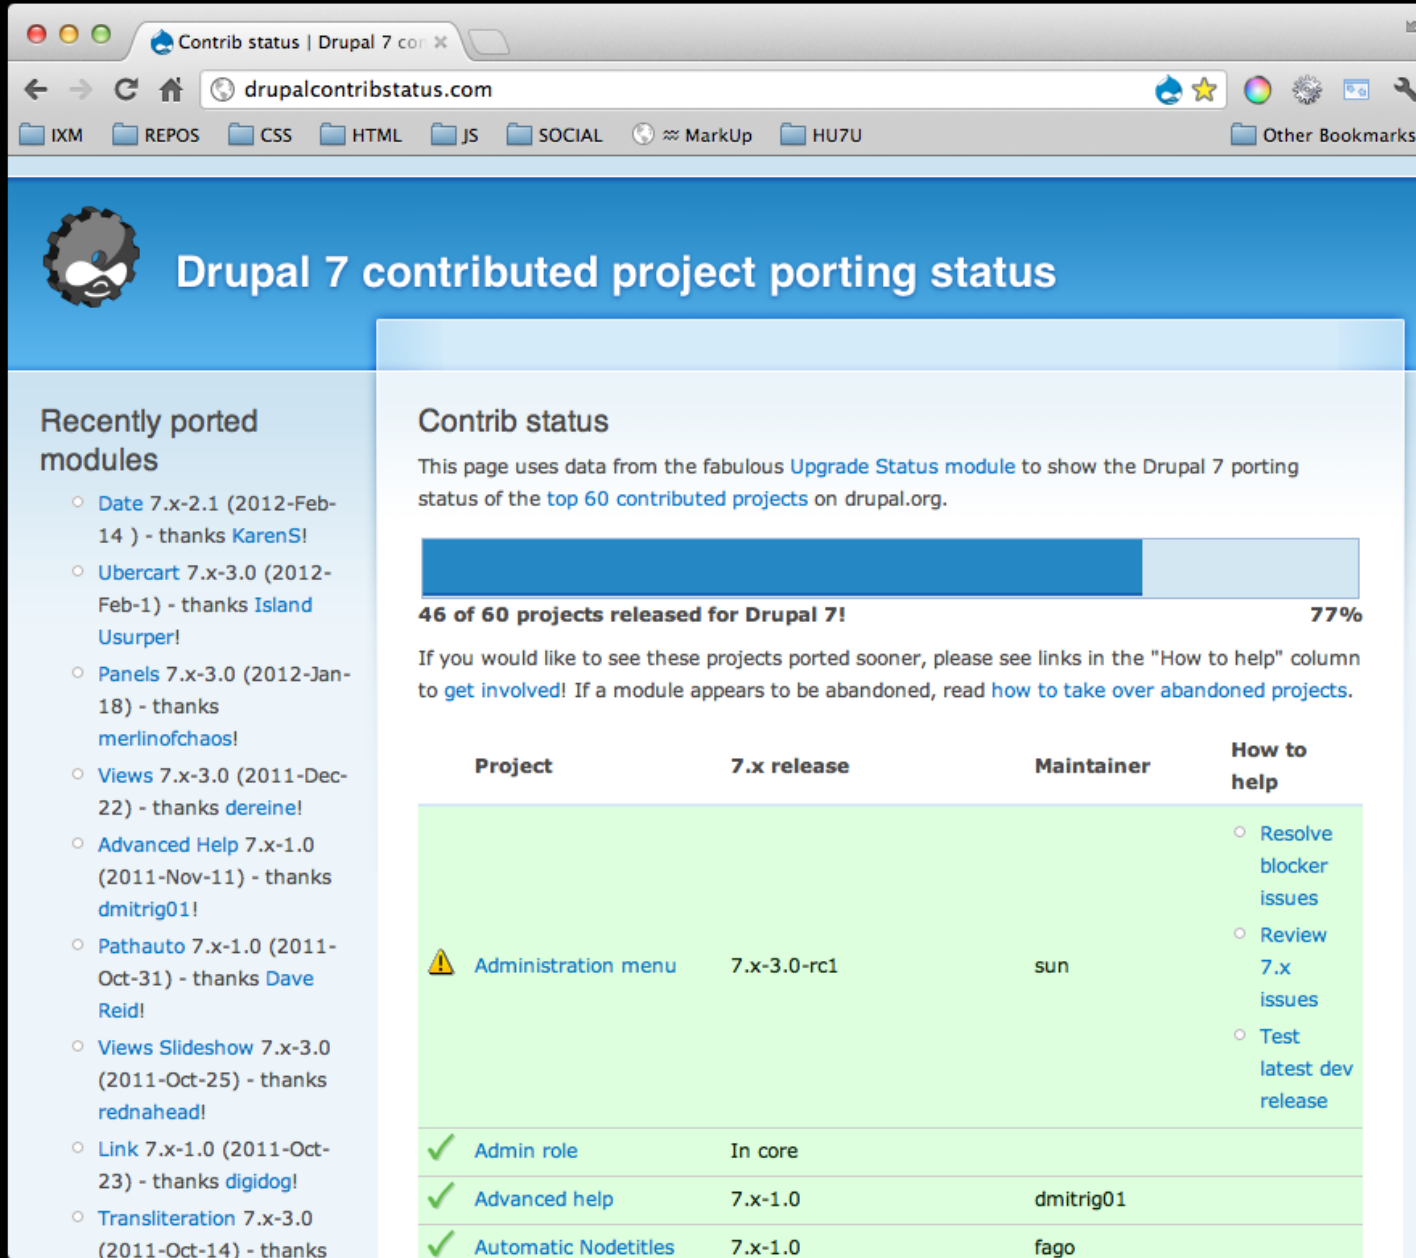 Contrib status | Drupal 7 con
drupalcontribstatus.com
IXM REPOS CSS HTML JS SOCIAL ≈ MarkUp HU7U Other Bookmarks
Drupal 7 contributed project porting status
Recently ported
modules
Date 7.x-2.1 (2012-Feb-
14 ) - thanks KarenS!
Ubercart 7.x-3.0 (2012-
Feb-1) - thanks Island
Usurper!
Panels 7.x-3.0 (2012-Jan-
18) - thanks
merlinofchaos!
Views 7.x-3.0 (2011-Dec-
22) - thanks dereine!
Advanced Help 7.x-1.0
(2011-Nov-11) - thanks
dmitrig01!
Pathauto 7.x-1.0 (2011-
Oct-31) - thanks Dave
Reid!
Views Slideshow 7.x-3.0
(2011-Oct-25) - thanks
rednahead!
Link 7.x-1.0 (2011-Oct-
23) - thanks digidog!
Transliteration 7.x-3.0
(2011-Oct-14) - thanks
Contrib status
This page uses data from the fabulous Upgrade Status module to show the Drupal 7 porting
status of the top 60 contributed projects on drupal.org.
46 of 60 projects released for Drupal 7! 77%
If you would like to see these projects ported sooner, please see links in the "How to help" column
to get involved! If a module appears to be abandoned, read how to take over abandoned projects.
Project 7.x release Maintainer How to
help
Administration menu 7.x-3.0-rc1 sun
Resolve
blocker
issues
Review
7.x
issues
Test
latest dev
release
Admin role In core
Advanced help 7.x-1.0 dmitrig01
Automatic Nodetitles 7.x-1.0 fago